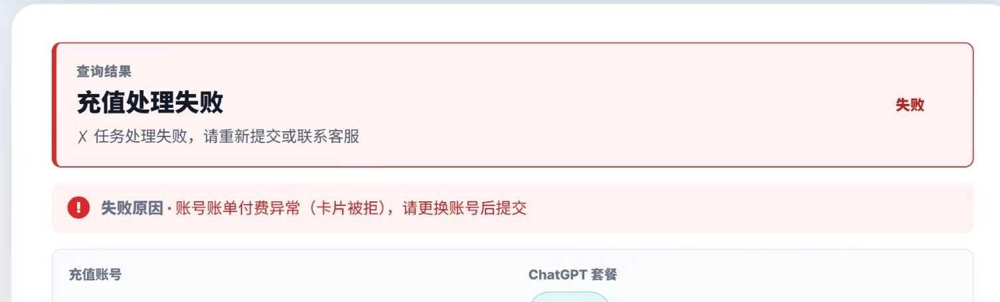 查询结果
充值处理失败
失败
✗ 任务处理失败，请重新提交或联系客服
失败原因 · 账号账单付费异常（卡片被拒），请更换账号后提交
充值账号
ChatGPT 套餐